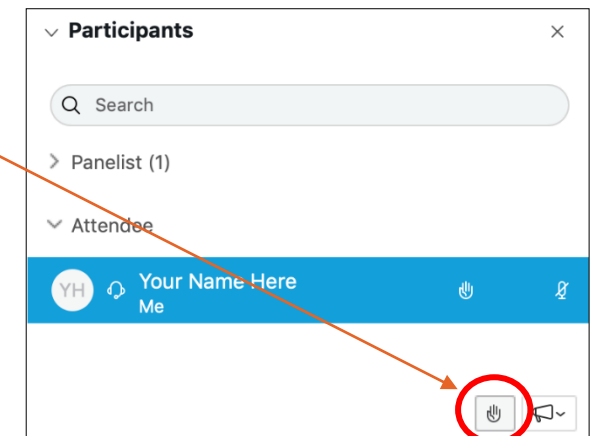 Participants
Search
Panelist (1)
Attendee
YH
Your Name Here
Me